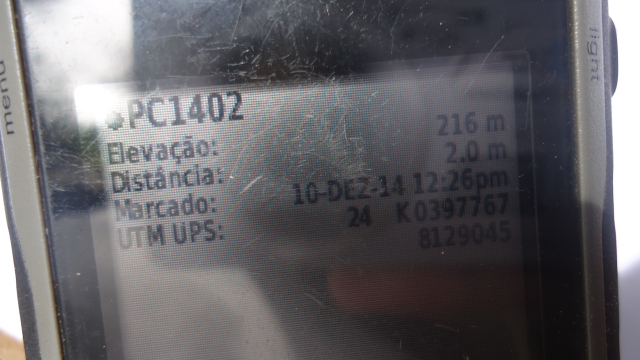 menu
light
PC1402
Elevação: 216 m
Distância: 2.0 m
Marcado: 10-DEZ-14 12:26pm
UTM UPS: 24 K0397767
8129045